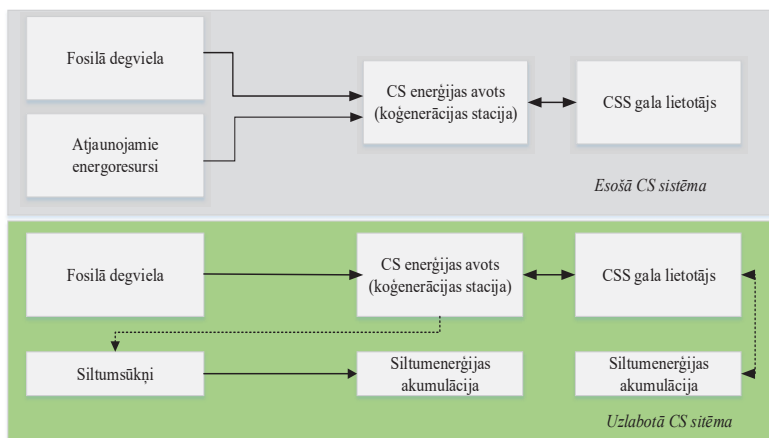 Fosilā degviela
CS enerģijas avots
(koģenerācijas stacija)
CSS gala lietotājs
Atjaunojamie
energoresursi
Esošā CS sistēma
Fosilā degviela
CS enerģijas avots
(koģenerācijas stacija)
CSS gala lietotājs
Siltumsūkņi
Siltumenerģijas
akumulācija
Siltumenerģijas
akumulācija
Uzlabotā CS sitēma